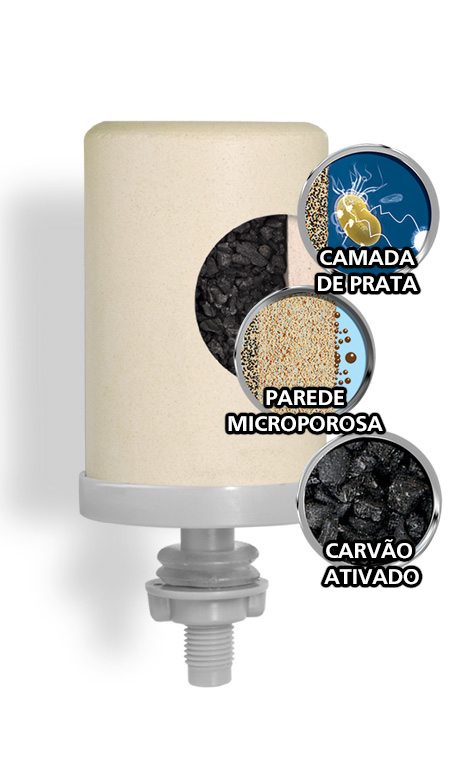 CAMADA
DE PRATA
PAREDE
MICROPOROSA
CARVÃO
ATIVADO